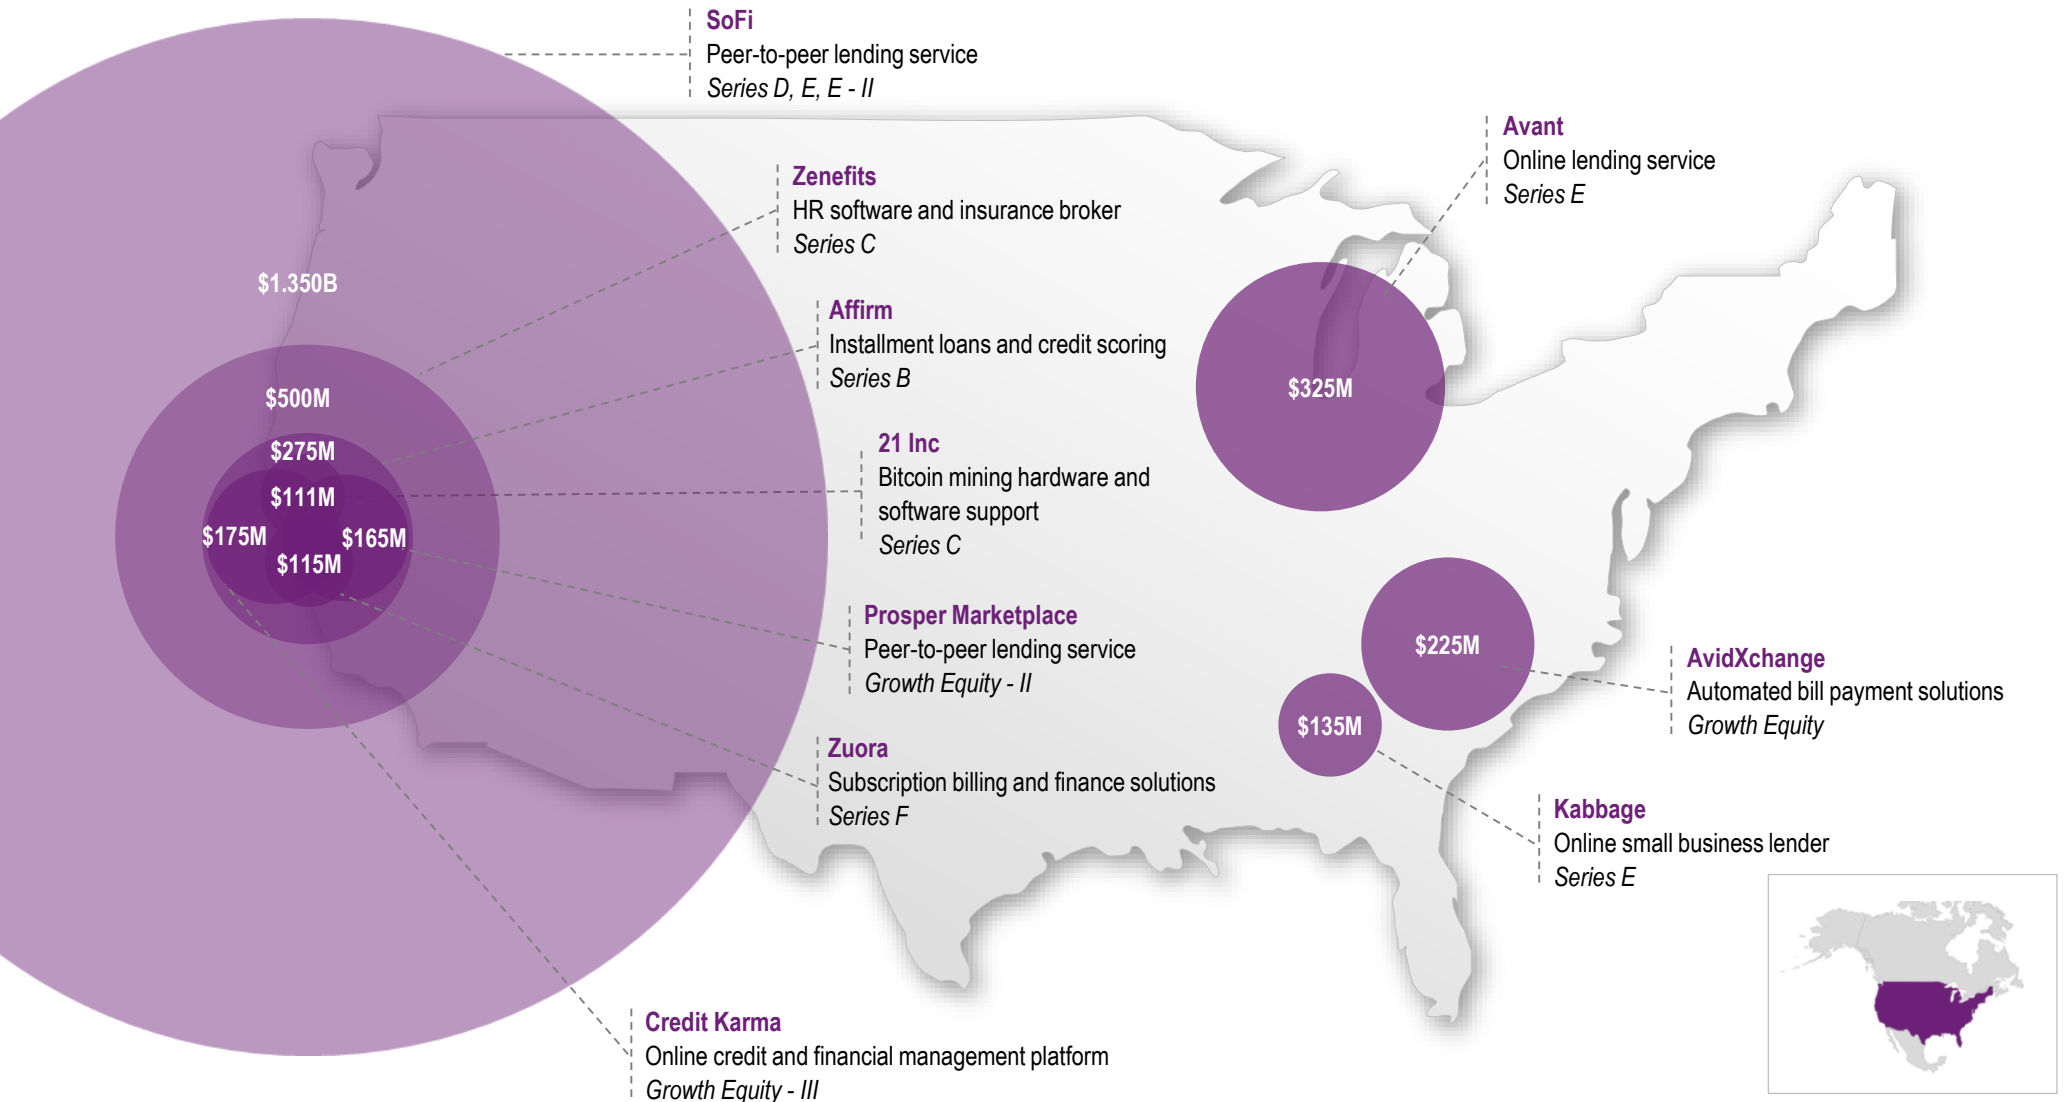 SoFi
Peer-to-peer lending service
Series D, E, E - II
Avant
Online lending service
Series E
Zenefits
HR software and insurance broker
Series C
$1.350B
Affirm
Installment loans and credit scoring
Series B
$325M
$500M
$275M
21 Inc
Bitcoin mining hardware and
software support
Series C
$111M
$175M
$165M
$115M
Prosper Marketplace
Peer-to-peer lending service
Growth Equity - II
$225M
AvidXchange
Automated bill payment solutions
Growth Equity
$135M
Zuora
Subscription billing and finance solutions
Series F
Kabbage
Online small business lender
Series E
Credit Karma
Online credit and financial management platform
Growth Equity - III